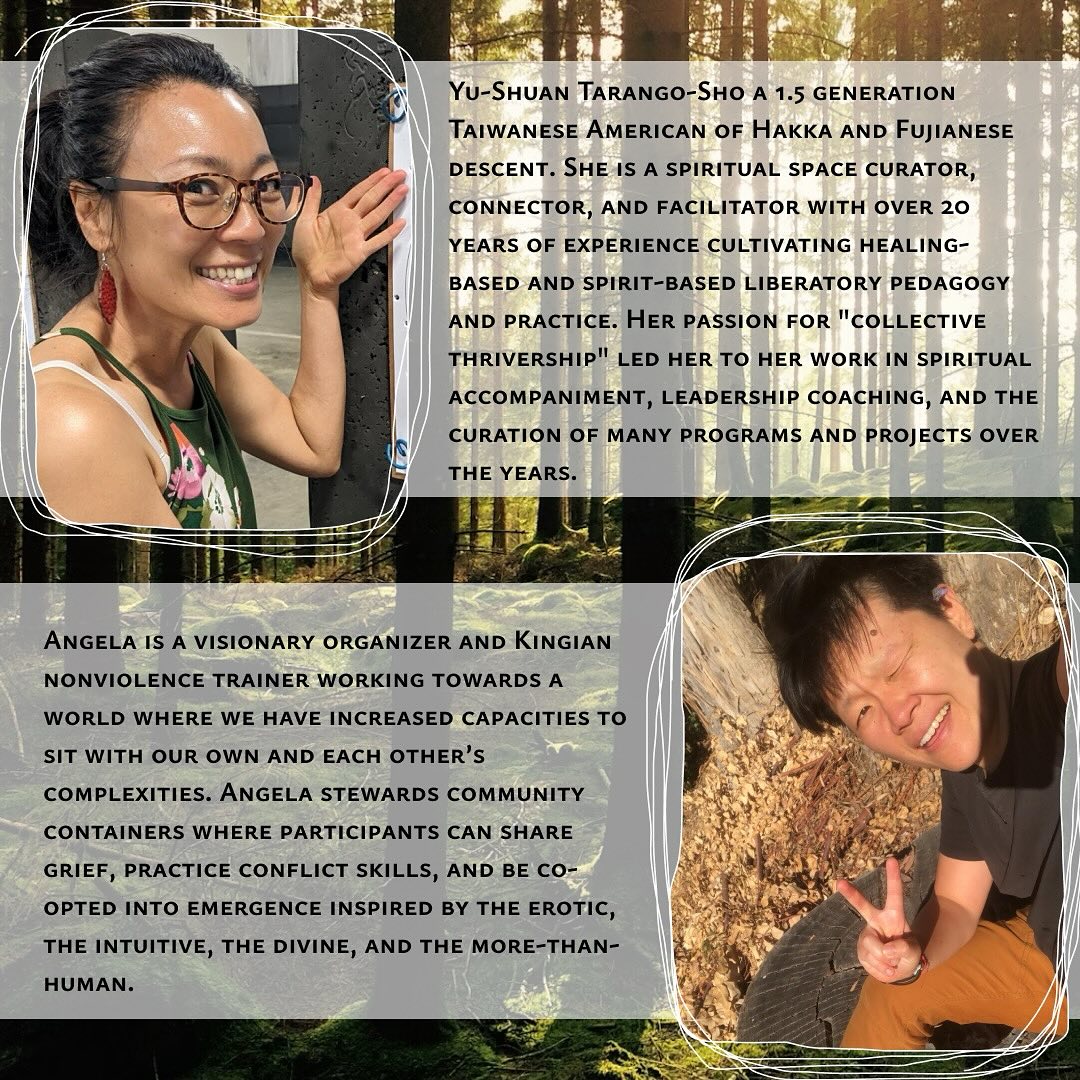 Yu-Shuan Tarango-Sho a 1.5 generation
Taiwanese American of Hakka and Fujianese
descent. She is a spiritual space curator,
connector, and facilitator with over 20
years of experience cultivating healing-
based and spirit-based liberatory pedagogy
and practice. Her passion for "collective
thrivership" led her to her work in spiritual
accompaniment, leadership coaching, and the
curation of many programs and projects over
the years.
Angela is a visionary organizer and Kingian
nonviolence trainer working towards a
world where we have increased capacities to
sit with our own and each other’s
complexities. Angela stewards community
containers where participants can share
grief, practice conflict skills, and be co-
opted into emergence inspired by the erotic,
the intuitive, the divine, and the more-than-
human.